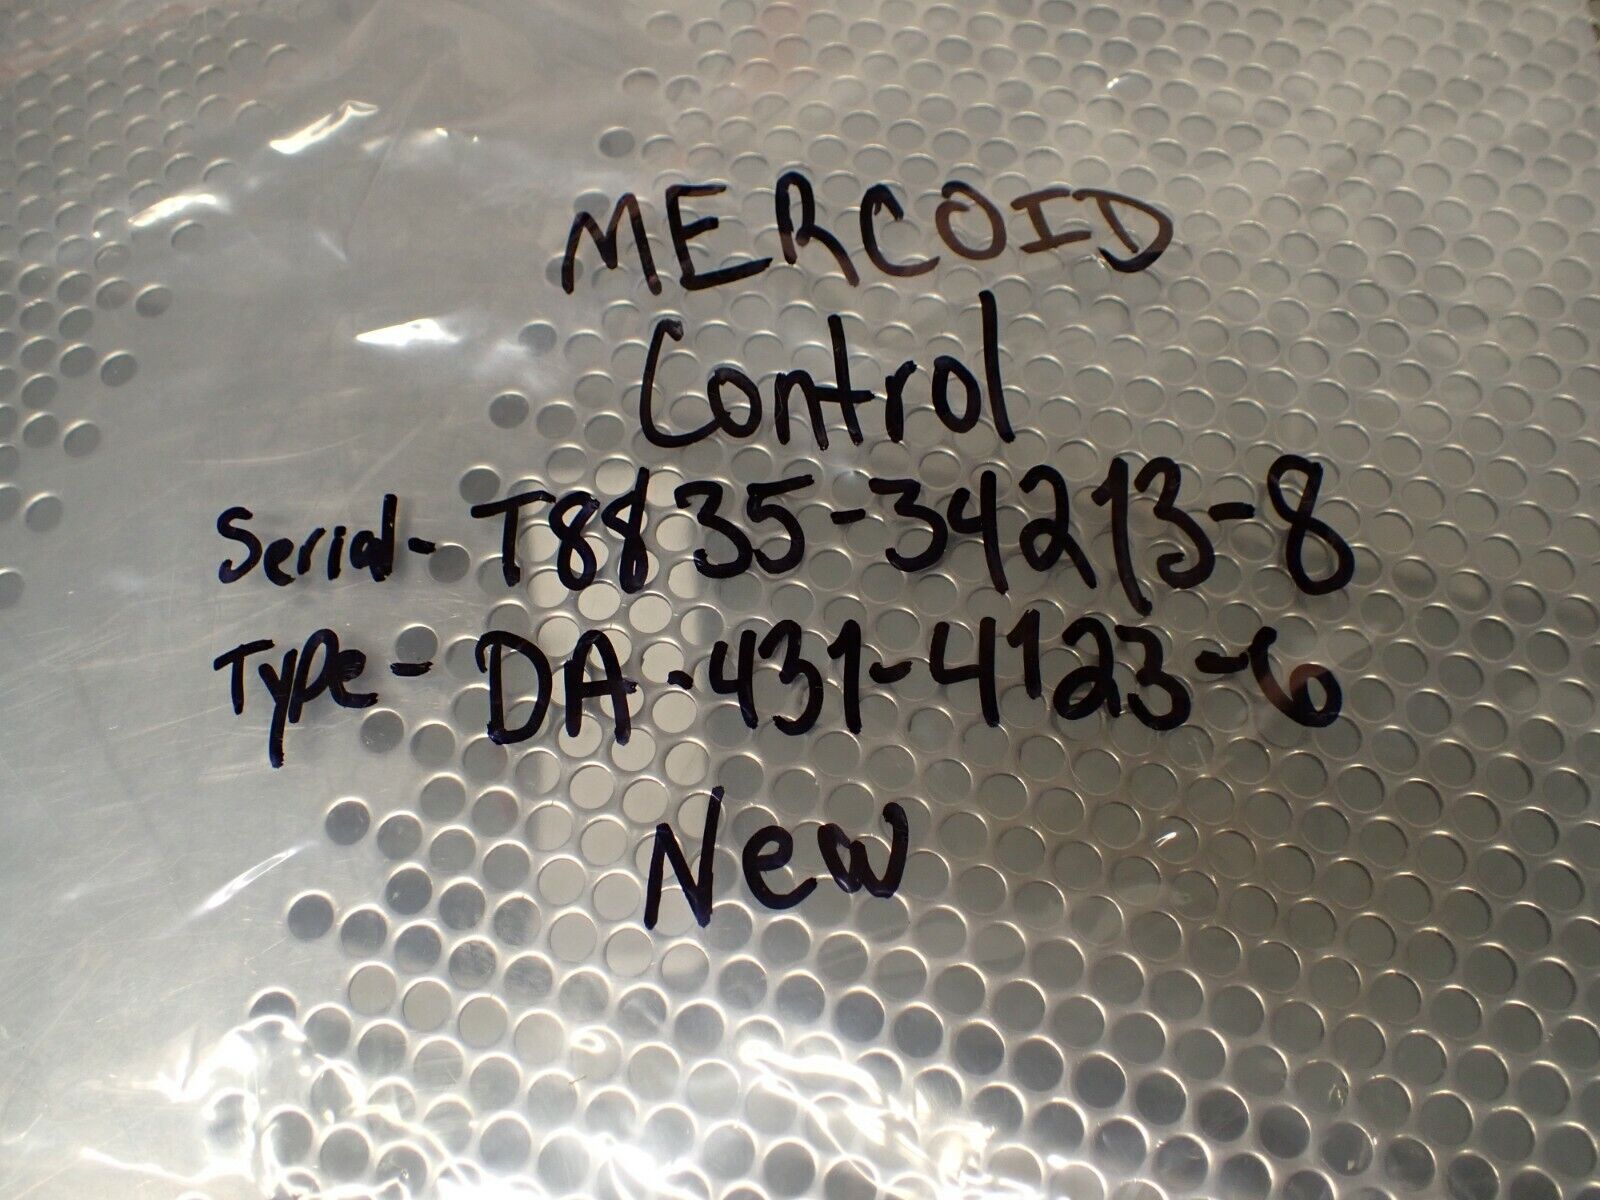 MERCOID
Control
Serial- T8835-34213-8
Type- DA-431-4123-6
New